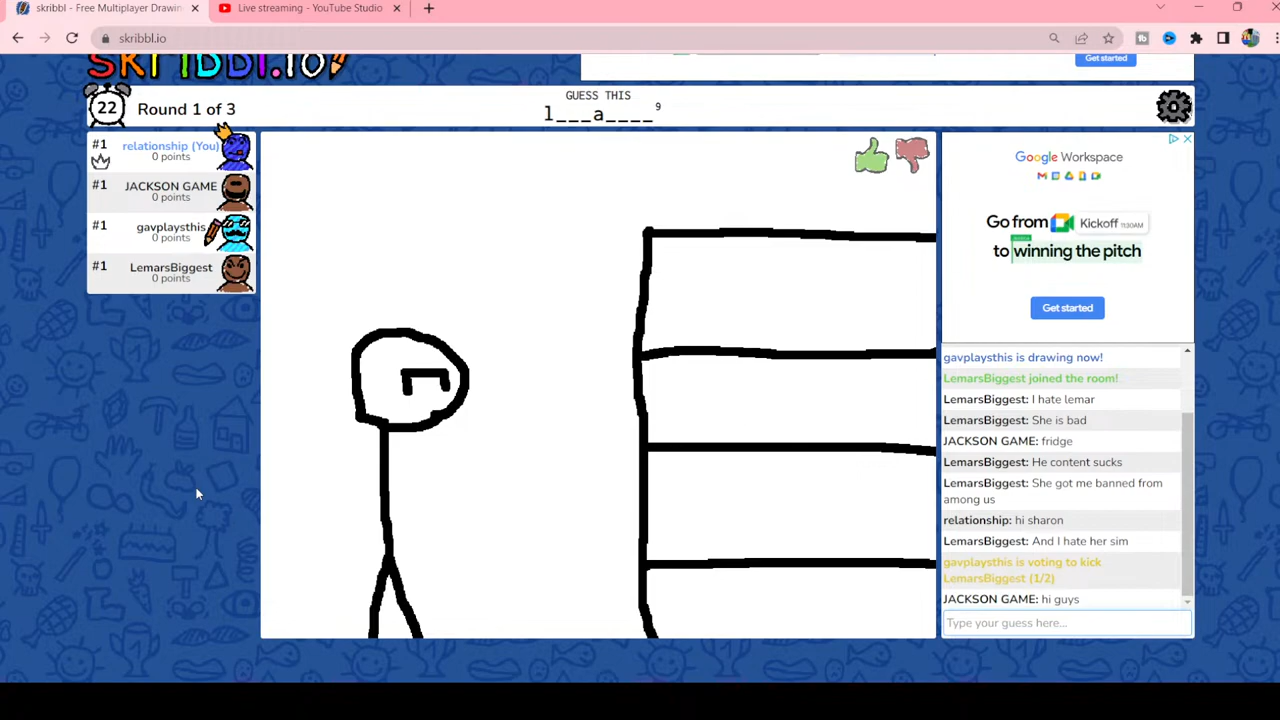 skribbl - Free Multiplayer Drawin
Live streaming - YouTube Studio
skribbl.io
SKRIBBL.IO
Get started
22
Round 1 of 3
GUESS THIS
l___a____ 9
#1 relationship (You)
0 points
#1 JACKSON GAME
0 points
#1 gavplaysthis
0 points
#1 LemarsBiggest
0 points
Google Workspace
Go from Kickoff 11:30AM
to winning the pitch
Get started
gavplaysthis is drawing now!
LemarsBiggest joined the room!
LemarsBiggest: I hate lemar
LemarsBiggest: She is bad
JACKSON GAME: fridge
LemarsBiggest: He content sucks
LemarsBiggest: She got me banned from
among us
relationship: hi sharon
LemarsBiggest: And I hate her sim
gavplaysthis is voting to kick
LemarsBiggest (1/2)
JACKSON GAME: hi guys
Type your guess here...